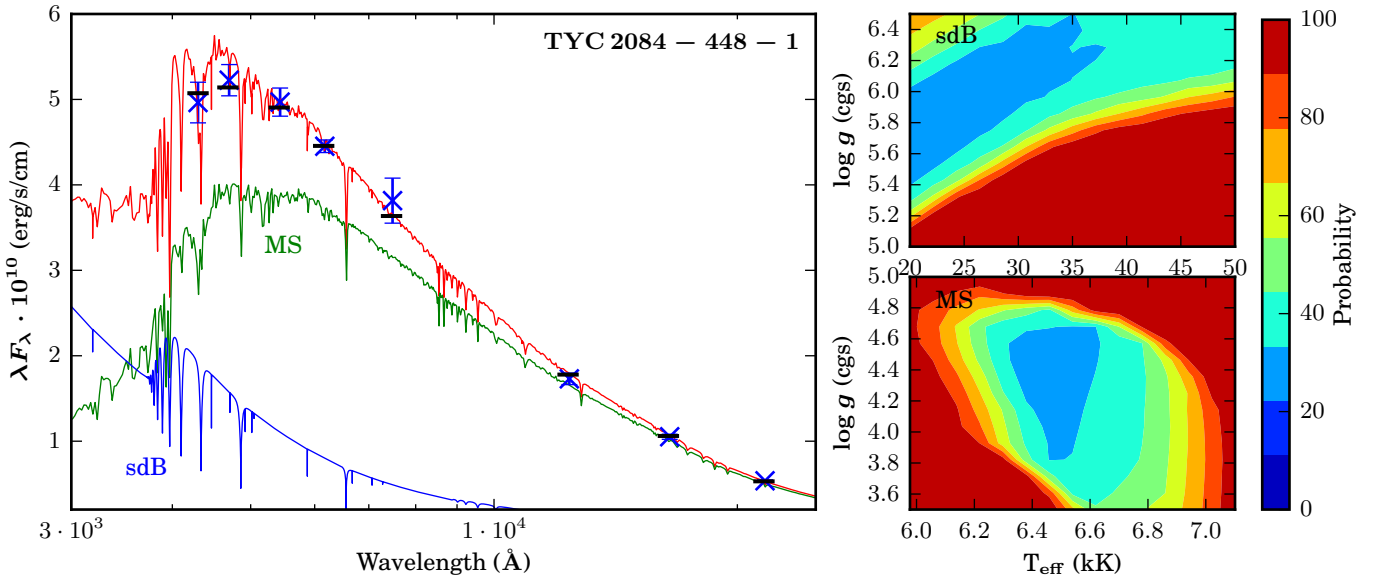 TYC 2084 − 448 − 1
6
5
4
3
2
1
λF_λ · 10^10 (erg/s/cm)
MS
sdB
3 · 10^3
1 · 10^4
Wavelength (Å)
sdB
6.4
6.2
6.0
5.8
5.6
5.4
5.2
5.0
log g (cgs)
20 25 30 35 40 45 50
MS
5.0
4.8
4.6
4.4
4.2
4.0
3.8
3.6
log g (cgs)
6.0 6.2 6.4 6.6 6.8 7.0
T_eff (kK)
100
80
60
40
20
0
Probability